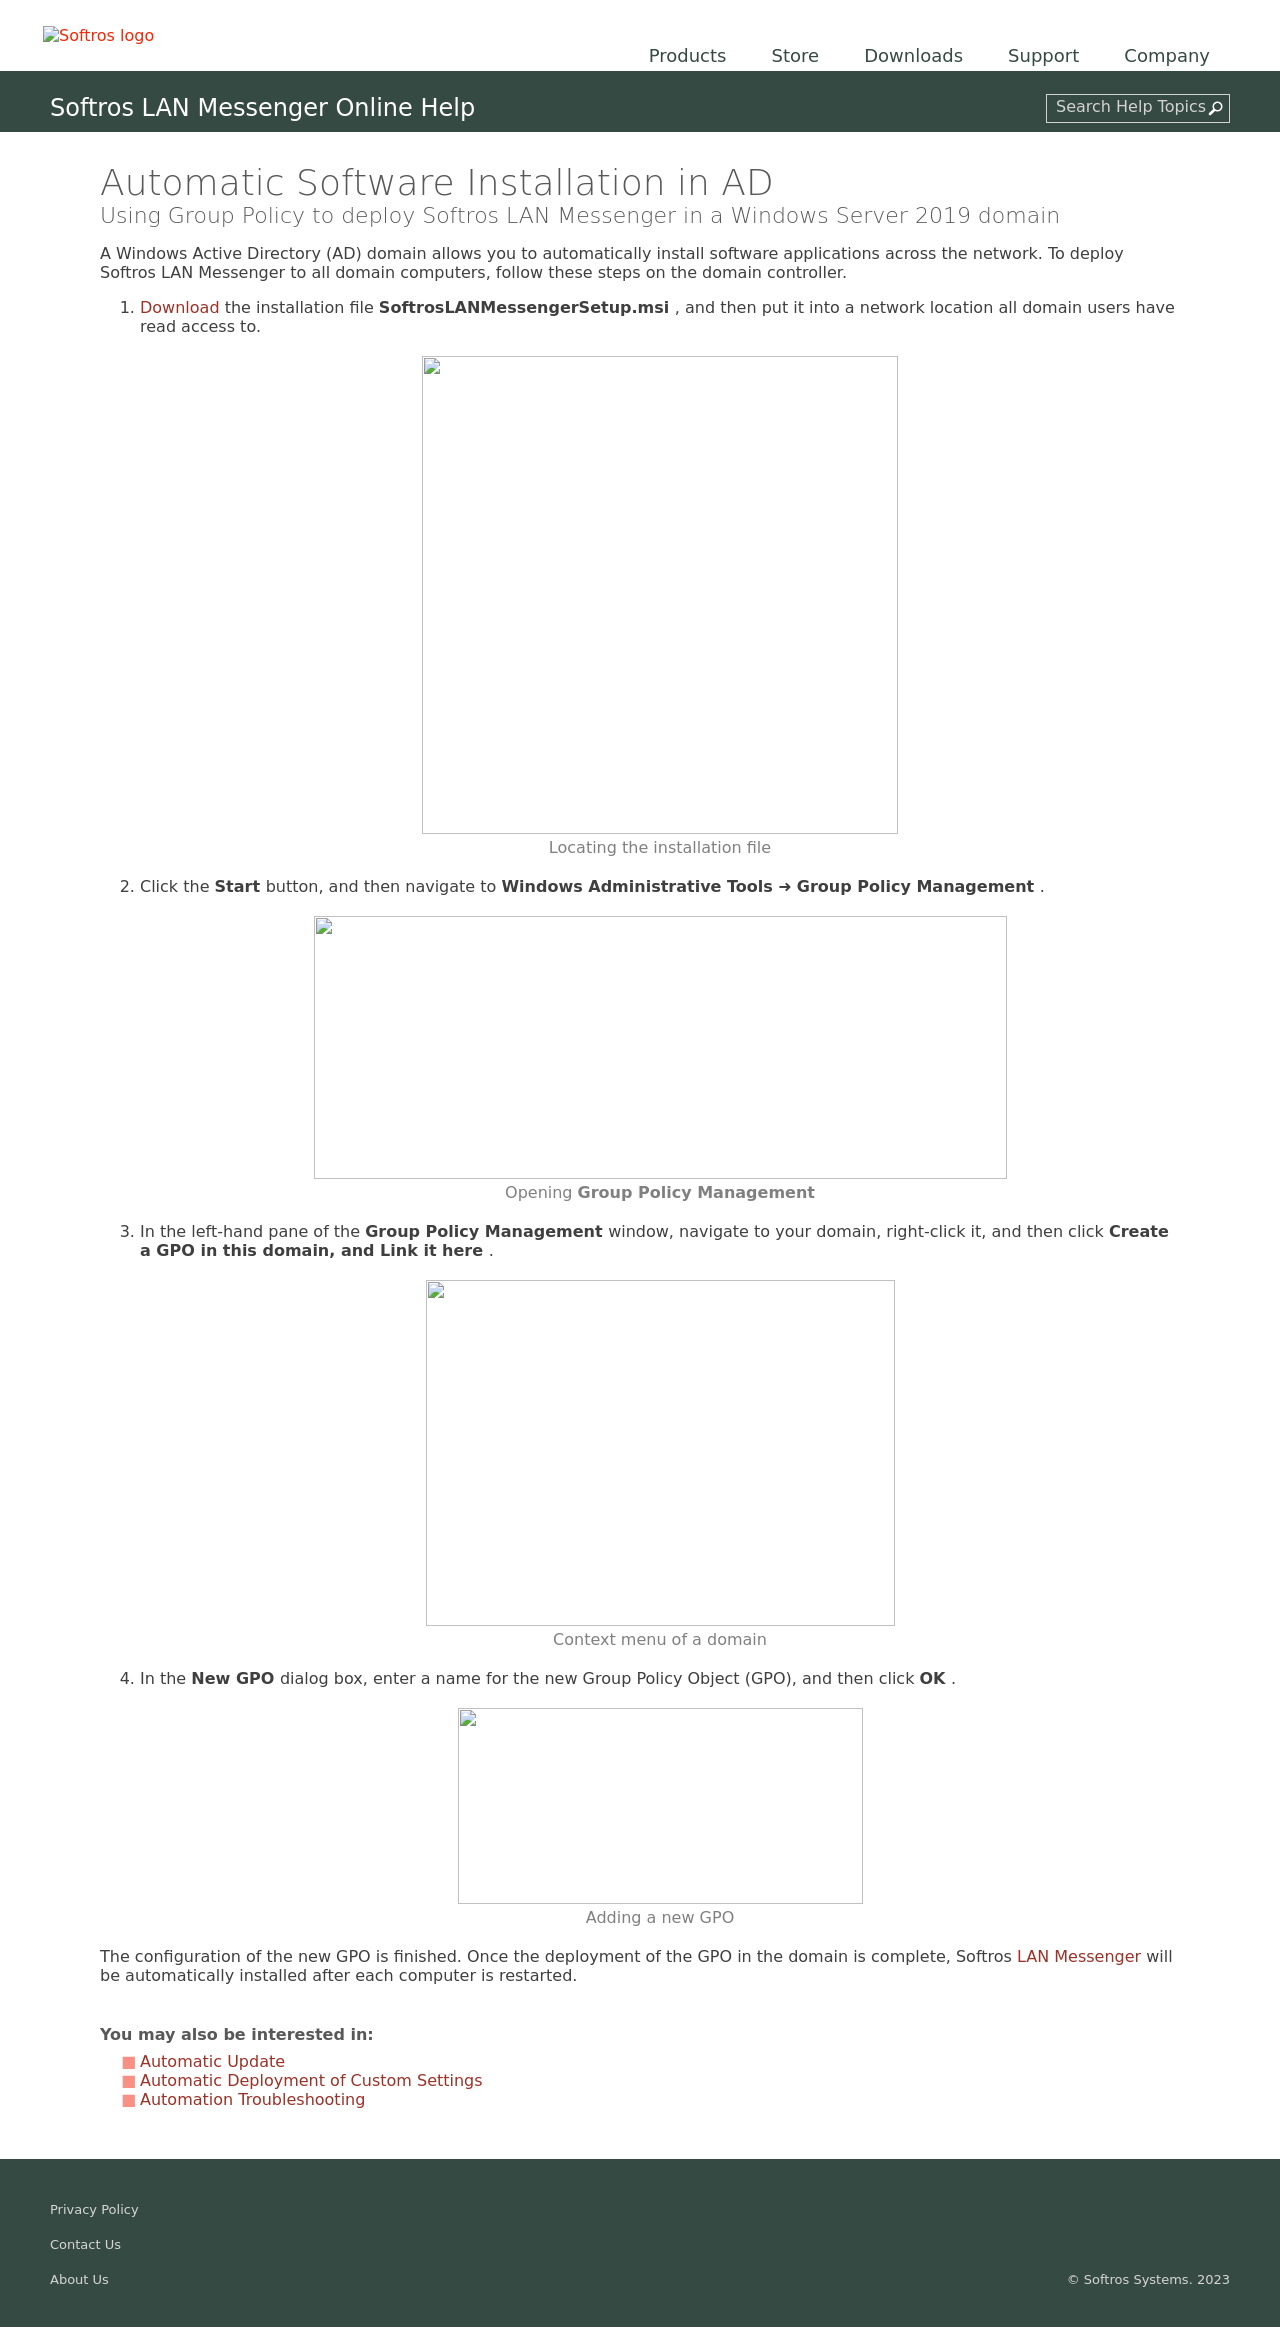 Softros logo
Products Store Downloads Support Company
Softros LAN Messenger Online Help
Search Help Topics
Automatic Software Installation in AD
Using Group Policy to deploy Softros LAN Messenger in a Windows Server 2019 domain
A Windows Active Directory (AD) domain allows you to automatically install software applications across the network. To deploy
Softros LAN Messenger to all domain computers, follow these steps on the domain controller.
1. Download the installation file SoftrosLANMessengerSetup.msi , and then put it into a network location all domain users have
read access to.
Locating the installation file
2. Click the Start button, and then navigate to Windows Administrative Tools ➜ Group Policy Management .
Opening Group Policy Management
3. In the left-hand pane of the Group Policy Management window, navigate to your domain, right-click it, and then click Create
a GPO in this domain, and Link it here .
Context menu of a domain
4. In the New GPO dialog box, enter a name for the new Group Policy Object (GPO), and then click OK .
Adding a new GPO
The configuration of the new GPO is finished. Once the deployment of the GPO in the domain is complete, Softros LAN Messenger will
be automatically installed after each computer is restarted.
You may also be interested in:
Automatic Update
Automatic Deployment of Custom Settings
Automation Troubleshooting
Privacy Policy
Contact Us
About Us
© Softros Systems. 2023